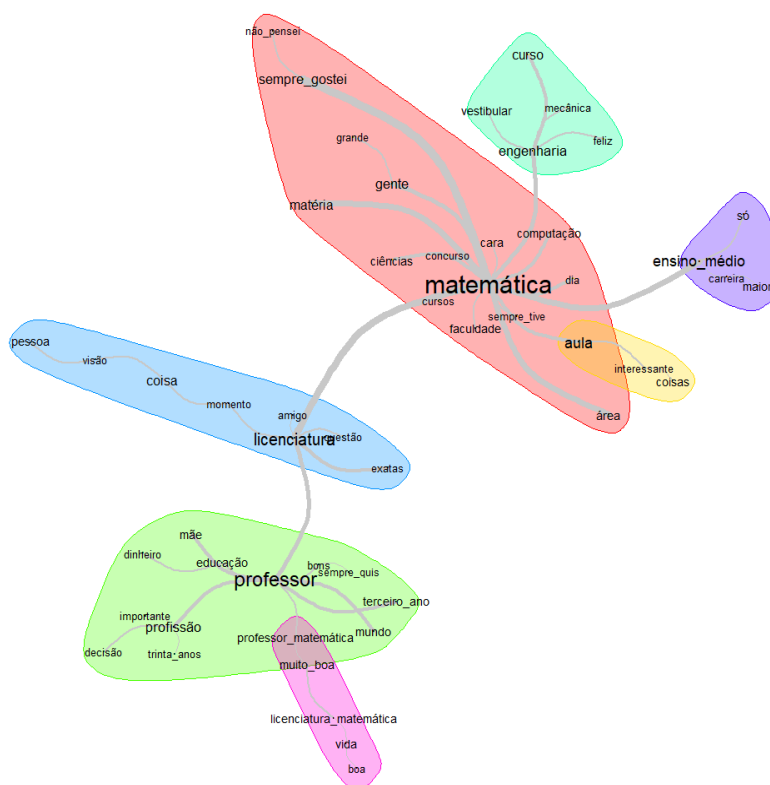 não_pensei
curso
sempre_gostei
vestibular
mecânica
grande
feliz
engenharia
gente
matéria
só
computação
cara
concurso
ciências
ensino_médio
dia
carreira
matemática
maior
cursos
sempre_tive
faculdade
pessoa
aula
visão
interessante
coisa
coisas
momento
amigo
área
licenciatura
questão
exatas
mãe
dinheiro
educação
bons
sempre_quis
professor
terceiro_ano
importante
profissão
mundo
professor_matemática
decisão
trinta_anos
muito_boa
licenciatura_matemática
vida
boa